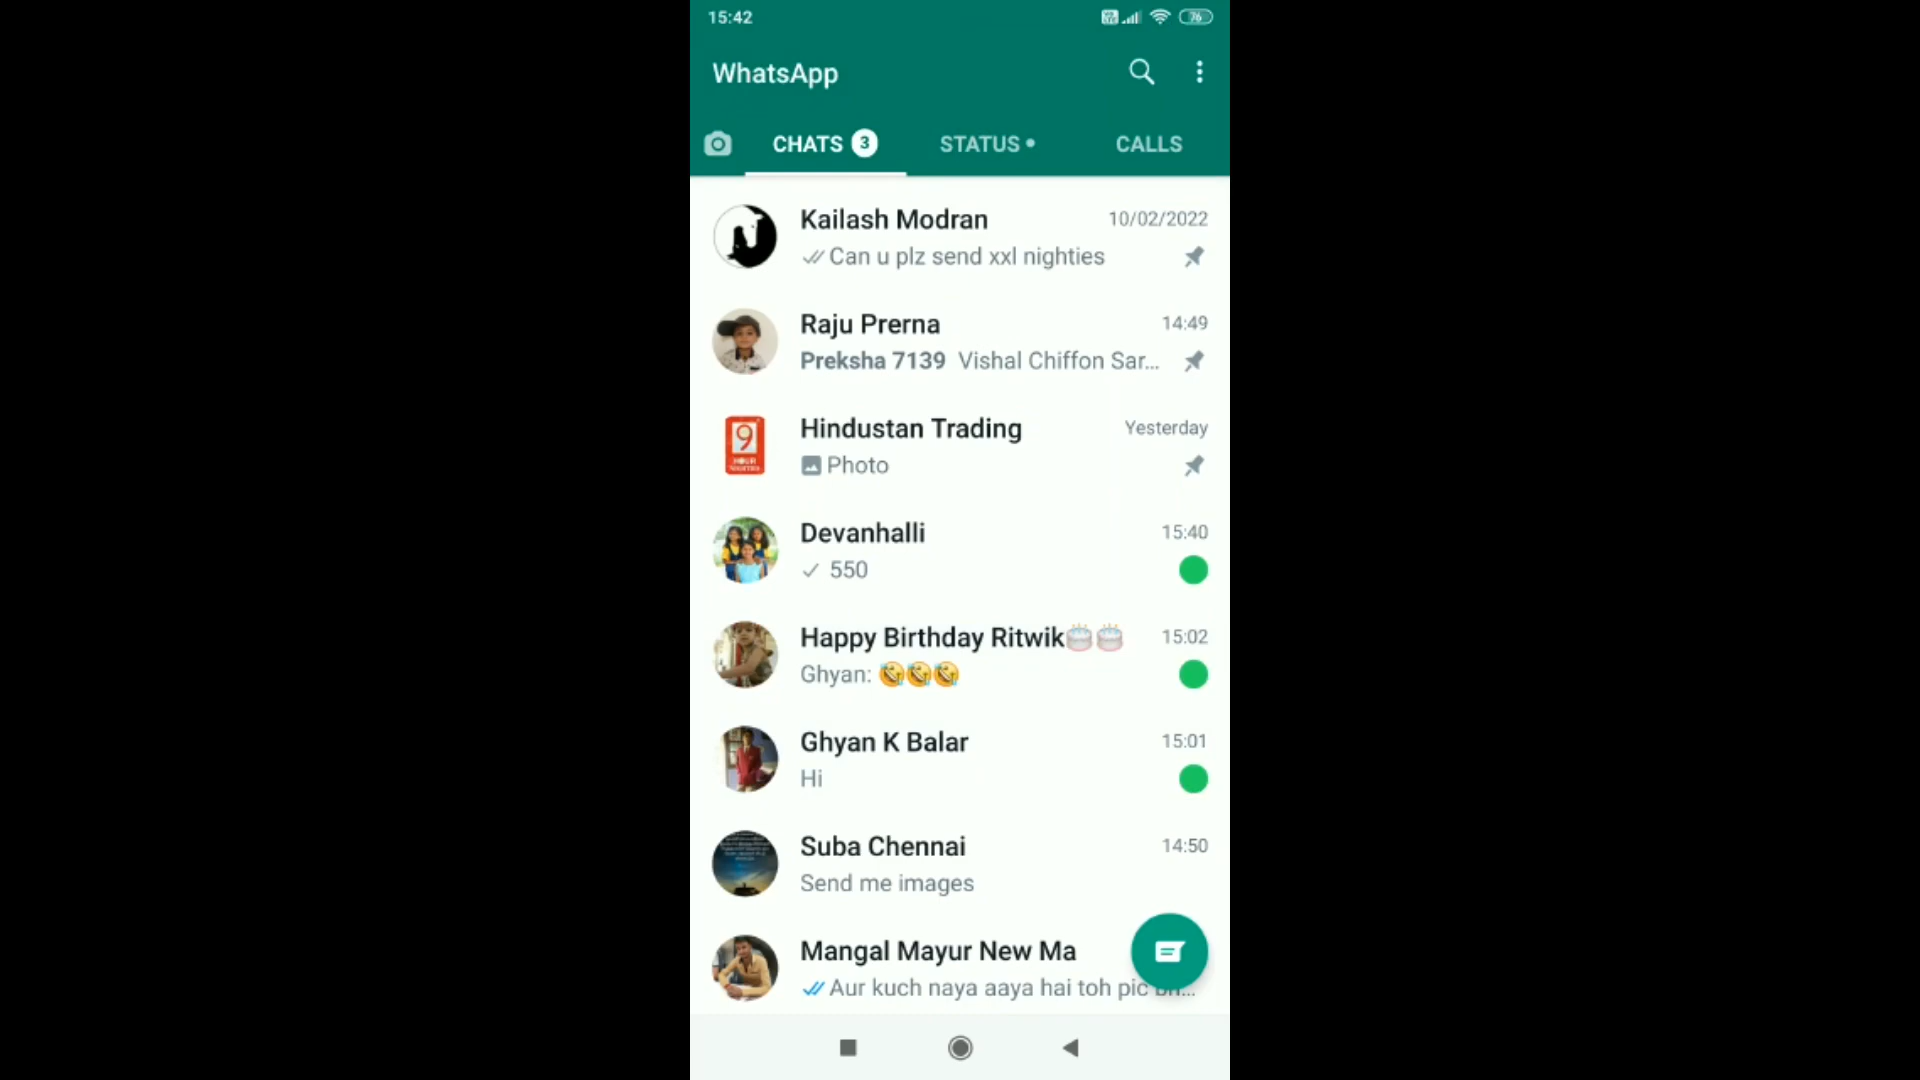 15:42
76
WhatsApp
CHATS 3
STATUS
CALLS
Kailash Modran
10/02/2022
Can u plz send xxl nighties
Raju Prerna
14:49
Preksha 7139 Vishal Chiffon Sar...
9
HOUR
Hindustan Trading
Yesterday
Photo
Devanhalli
15:40
550
Happy Birthday Ritwik🎂🎂
15:02
Ghyan: 🤣🤣🤣
Ghyan K Balar
15:01
Hi
Suba Chennai
14:50
Send me images
Mangal Mayur New Ma
Aur kuch naya aaya hai toh pic